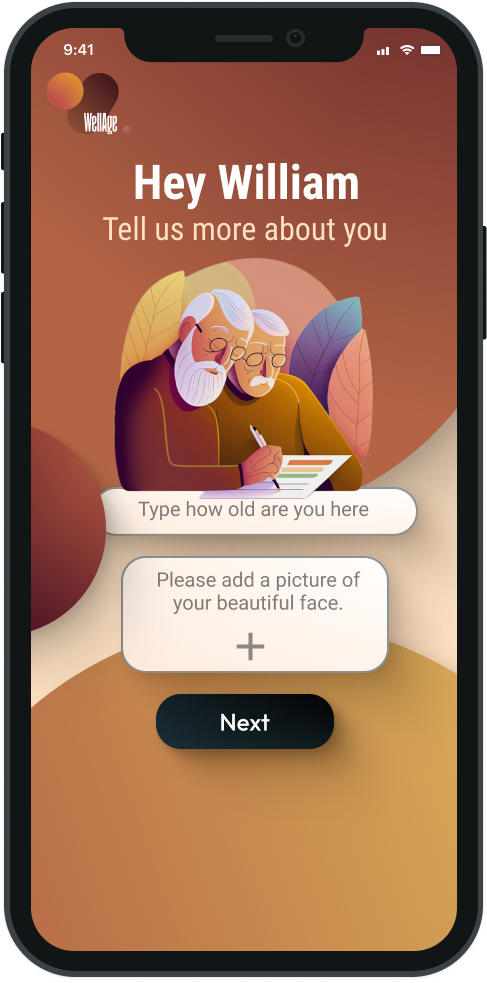 9:41
WellAge
Hey William
Tell us more about you
Type how old are you here
Please add a picture of
your beautiful face.
Next